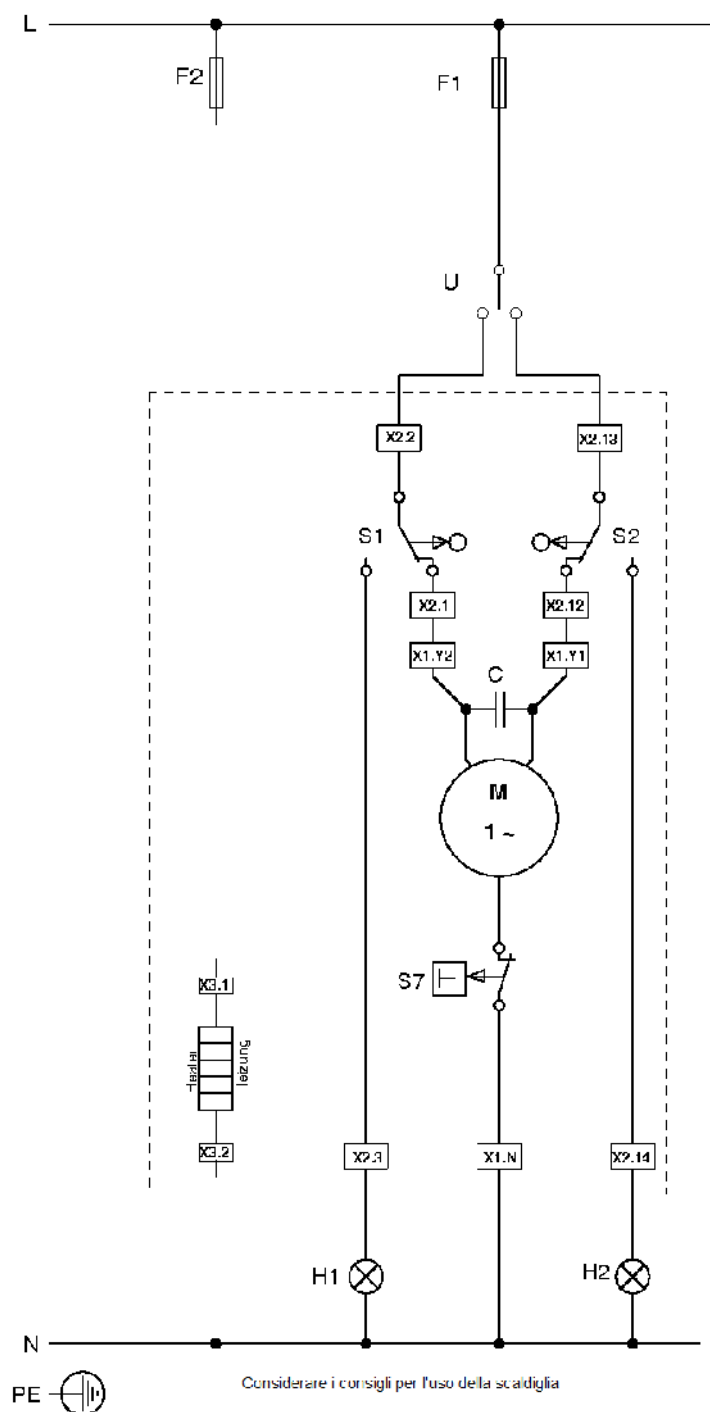 L
F2
F1
U
X2.2
X2.13
S1
S2
X2.1
X2.12
X1.Y2
X1.Y1
C
M
1 ~
S7
X3.1
X3.2
X2.3
X1.N
X2.14
H1
H2
N
PE
Considerare i consigli per l'uso della scaldiglia